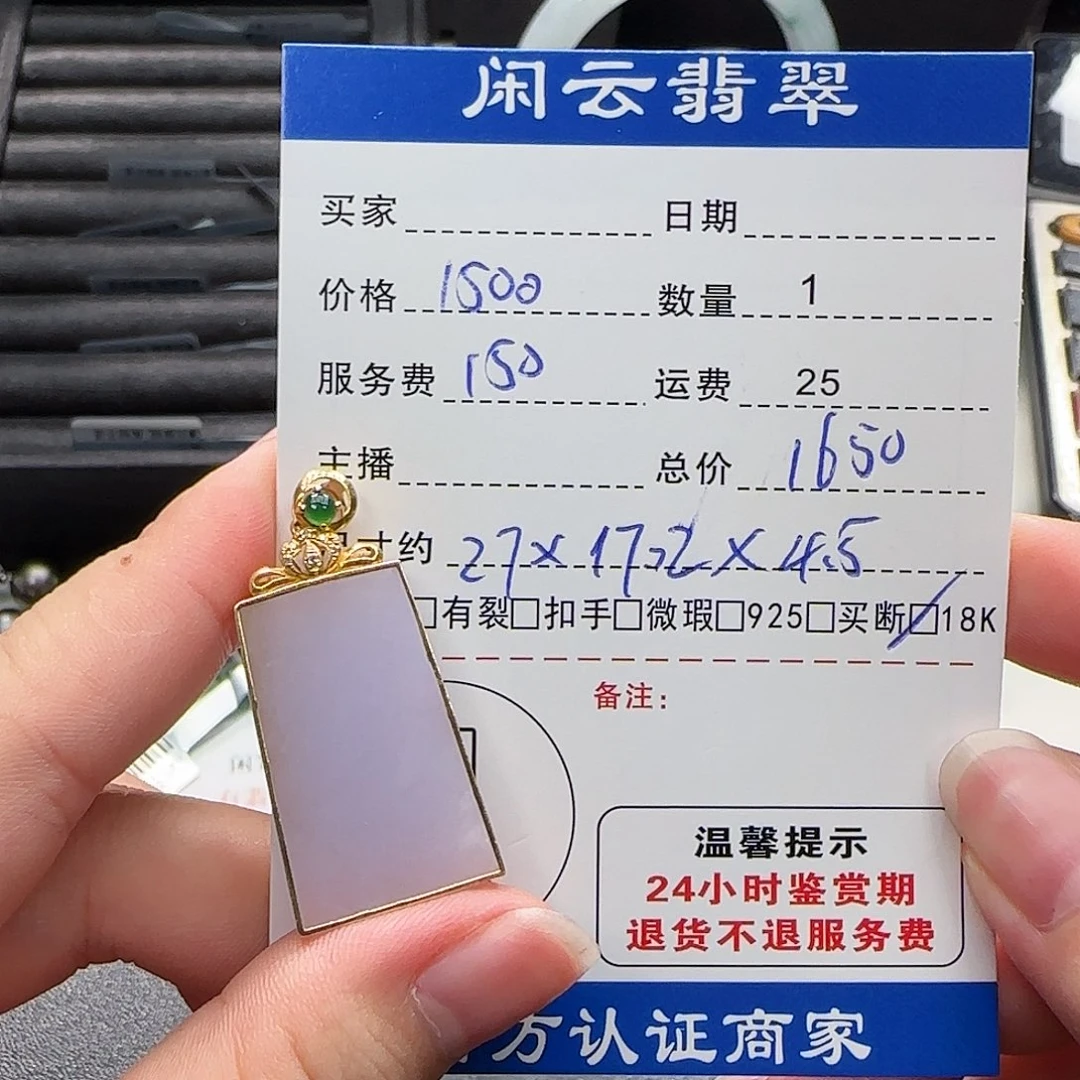 闲云翡翠
买家 日期
价格 1500 数量 1
服务费 150 运费 25
主播 总价 1650
尺寸约 27×17.2×4.5
□有裂□扣手□微瑕□925□买断□18K
备注：
温馨提示
24小时鉴赏期
退货不退服务费
方认证商家